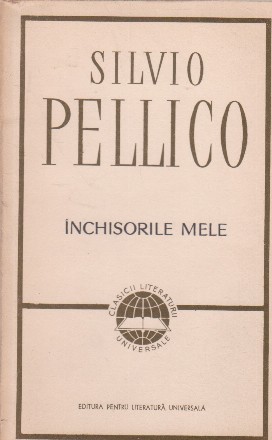 SILVIO
PELLICO
ÎNCHISORILE MELE
CLASICII LITERATURII
UNIVERSALE
EDITURA PENTRU LITERATURĂ UNIVERSALĂ